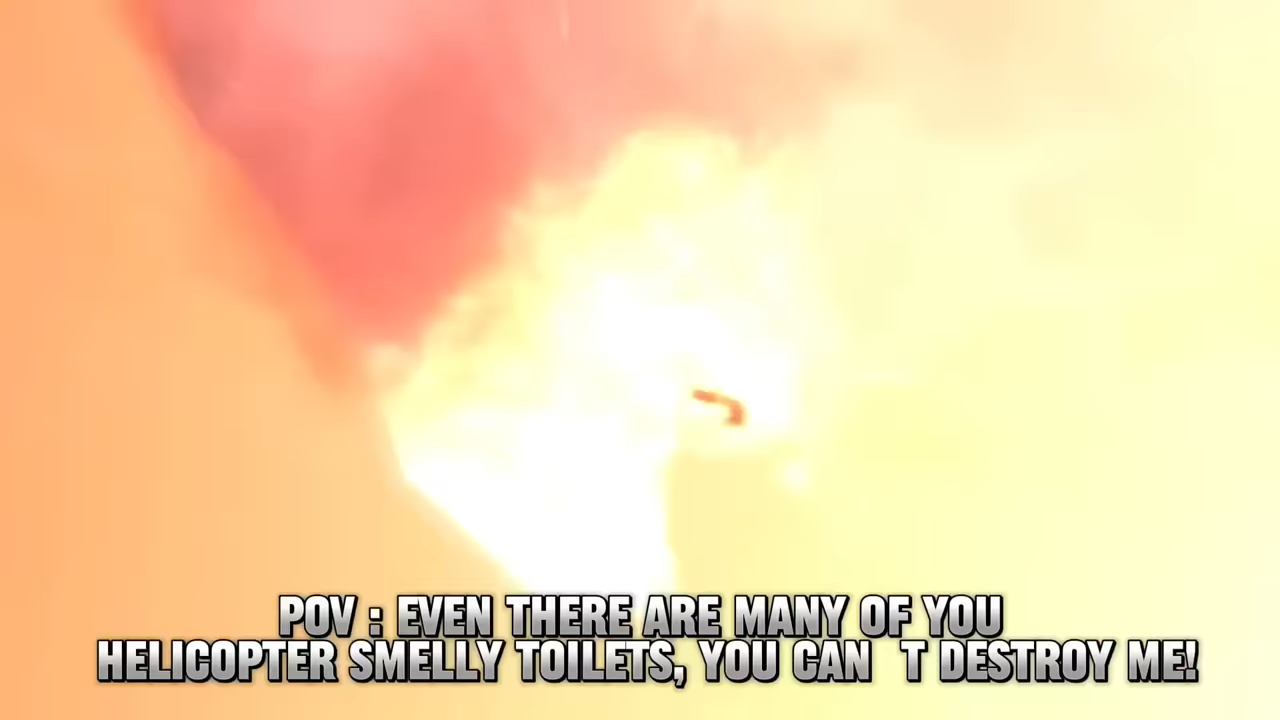 POV : EVEN THERE ARE MANY OF YOU
HELICOPTER SMELLY TOILETS, YOU CAN  T DESTROY ME!